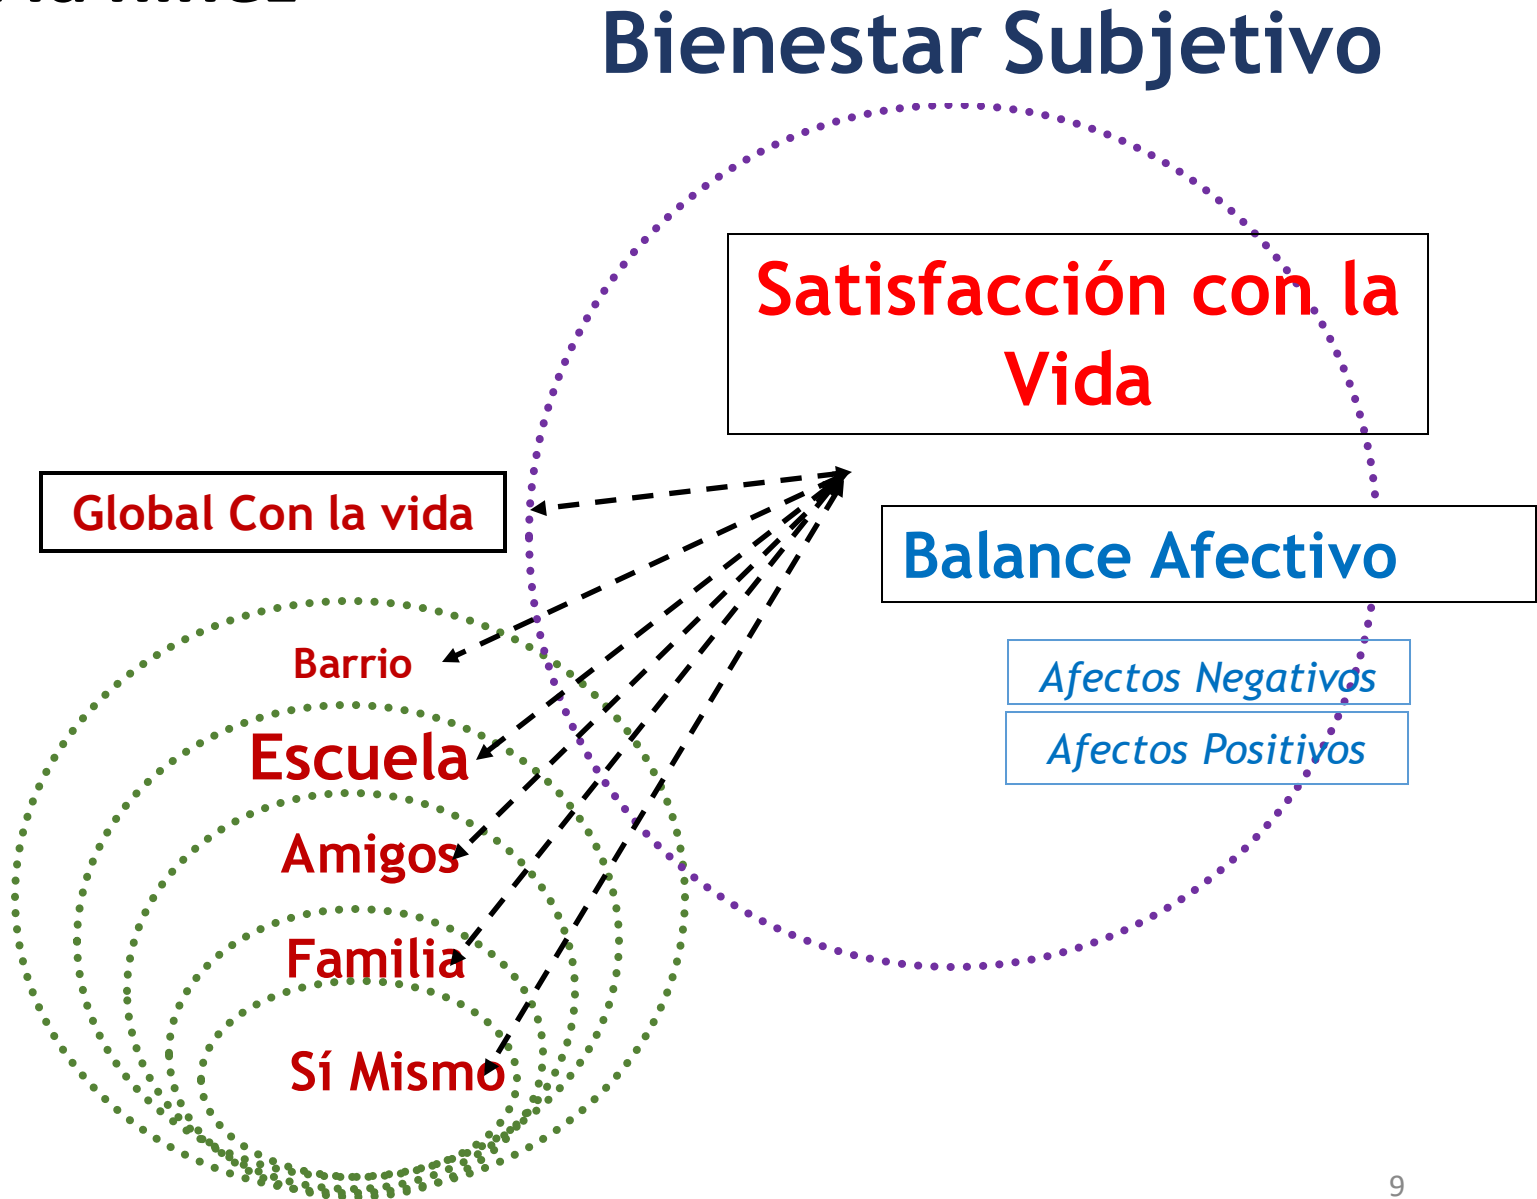 Bienestar Subjetivo
Satisfacción con la
Vida
Global Con la vida
Balance Afectivo
Barrio
Afectos Negativos
Escuela
Afectos Positivos
Amigos
Familia
Sí Mismo
9